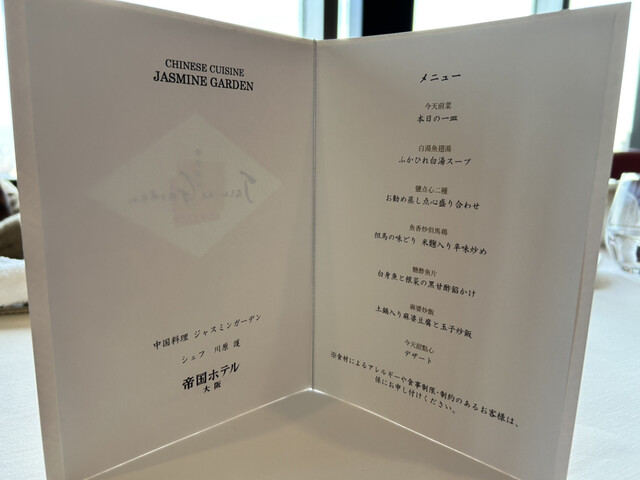 CHINESE CUISINE
JASMINE GARDEN
中国料理 ジャスミンガーデン
シェフ 川原 護
帝国ホテル
大阪
メニュー
今天前菜
本日の一皿
白湯魚翅湯
ふかひれ白湯スープ
點点心二種
お勧め蒸し点心盛り合わせ
魚香炒但馬鶏
但馬の味どり 米麹入り辛味炒め
糖酢魚片
白身魚と根菜の黒甘酢餡かけ
麻婆炒飯
土鍋入り麻婆豆腐と玉子炒飯
今天甜點心
デザート
※食材によるアレルギーや食事制限・制約のあるお客様は、
係にお申し付けください。